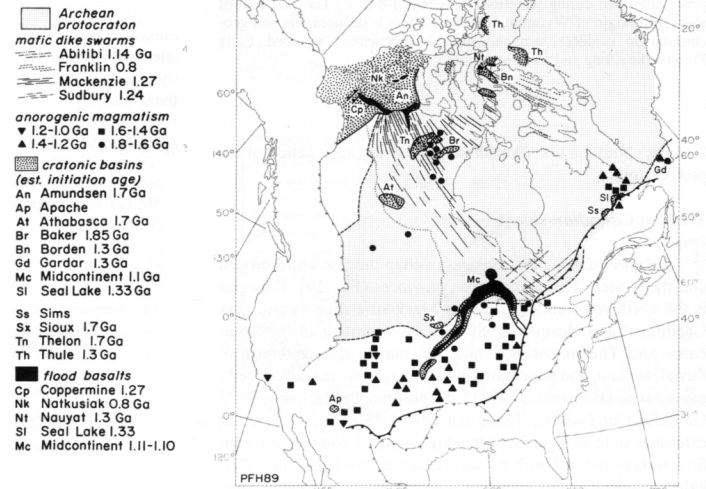 Archean
protocraton
mafic dike swarms
Abitibi 1.14 Ga
Franklin 0.8
Mackenzie 1.27
Sudbury 1.24
anorogenic magmatism
▼ 1.2-1.0 Ga ■ 1.6-1.4 Ga
▲ 1.4-1.2 Ga ● 1.8-1.6 Ga
cratonic basins
(est. initiation age)
An Amundsen 1.7 Ga
Ap Apache
At Athabasca 1.7 Ga
Br Baker 1.85 Ga
Bn Borden 1.3 Ga
Gd Gardar 1.3 Ga
Mc Midcontinent 1.1 Ga
Sl Seal Lake 1.33 Ga
Ss Sims
Sx Sioux 1.7 Ga
Tn Thelon 1.7 Ga
Th Thule 1.3 Ga
flood basalts
Cp Coppermine 1.27
Nk Natkusiak 0.8 Ga
Nt Nauyat 1.3 Ga
Sl Seal Lake 1.33
Mc Midcontinent 1.11-1.10
Th
20°
Th
Nt
Nk
Bn
An
60°
Cp
Tn
Br
40°
140°
60°
Gd
At
Sl
Ss
50°
50°
Mc
Sx
40°
Ap
PFH89